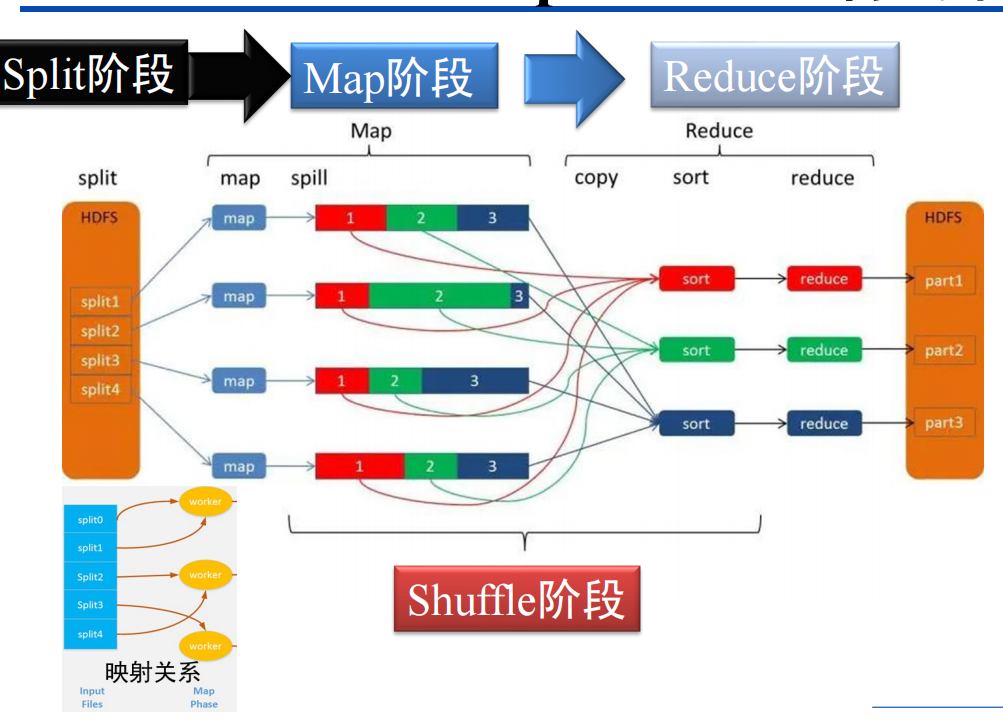 Split阶段
Map阶段
Reduce阶段
Map
Reduce
split
map
spill
copy
sort
reduce
HDFS
split1
split2
split3
split4
map
1 2 3
map
1 2 3
map
1 2 3
map
1 2 3
sort
reduce
sort
reduce
sort
reduce
HDFS
part1
part2
part3
Shuffle阶段
split0
split1
Split2
Split3
split4
worker
worker
worker
映射关系
Input
Files
Map
Phase